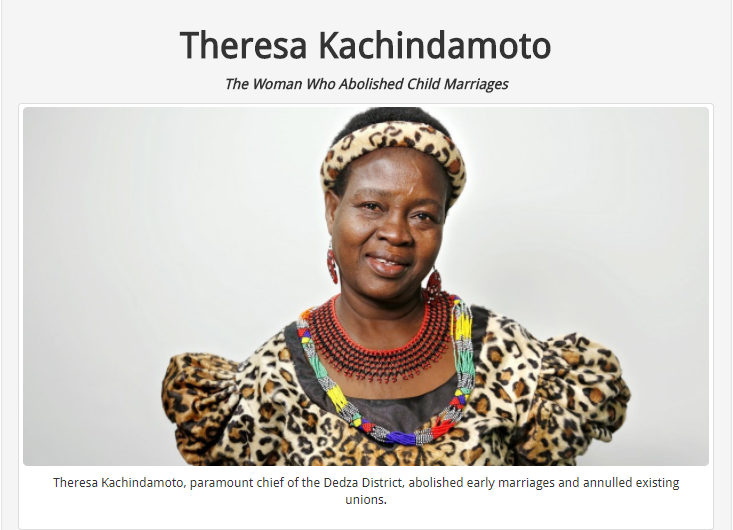 Theresa Kachindamoto
The Woman Who Abolished Child Marriages
Theresa Kachindamoto, paramount chief of the Dedza District, abolished early marriages and annulled existing
unions.